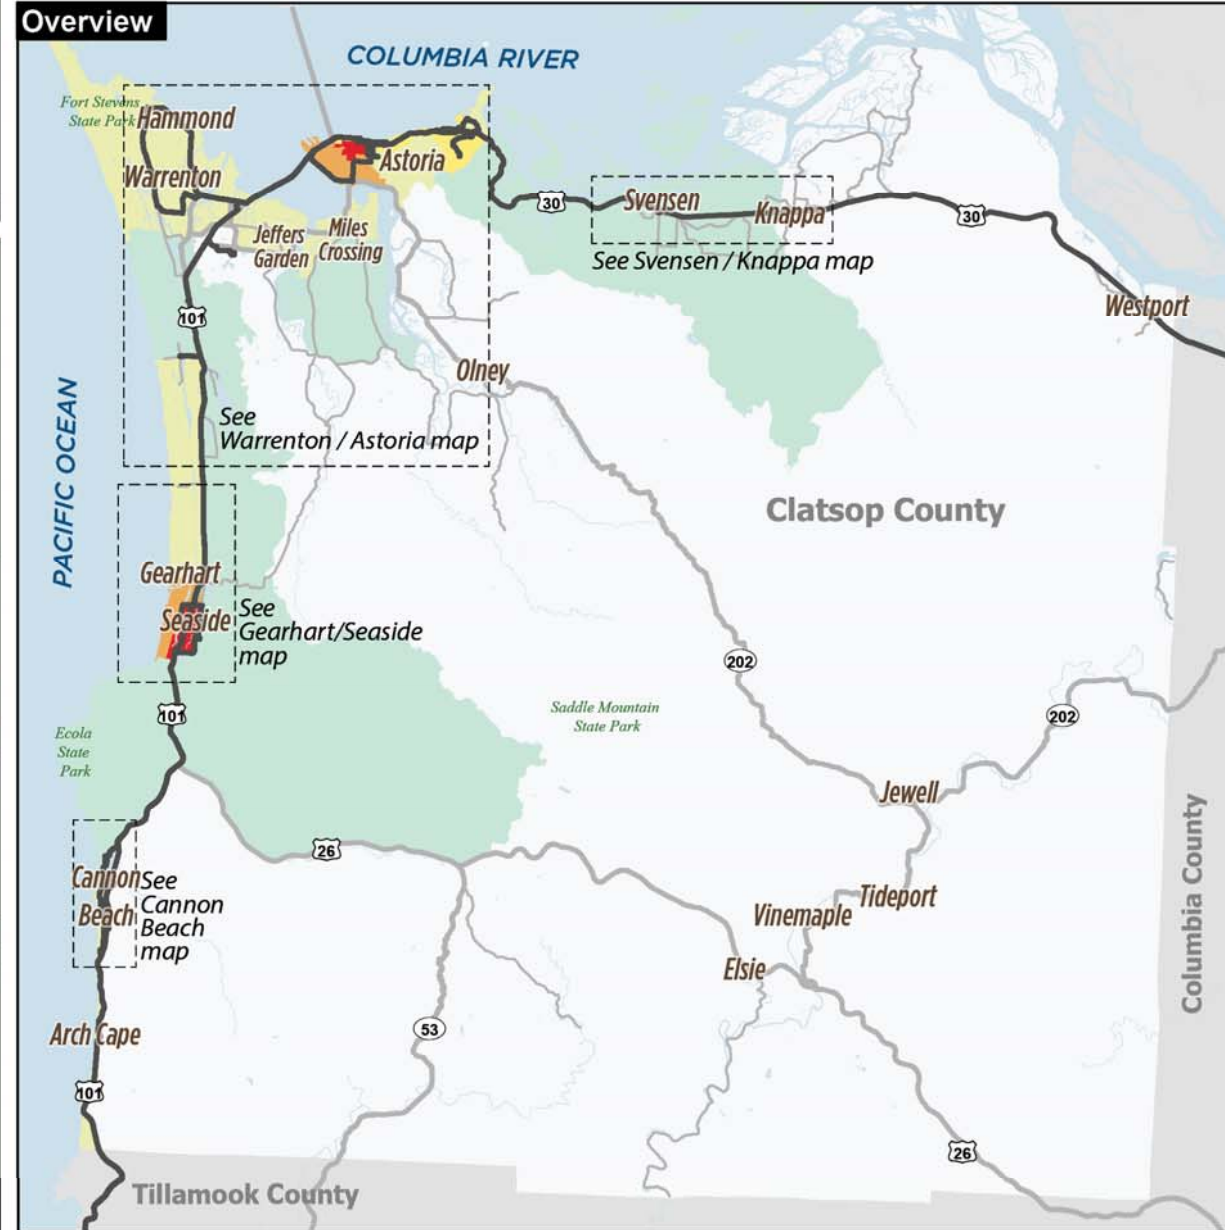 Overview
COLUMBIA RIVER
Fort Stevens
State Park
Hammond
Warrenton
Astoria
Jeffers
Garden
Miles
Crossing
30
Svensen
Knappa
30
See Svensen / Knappa map
Westport
101
Olney
See
Warrenton / Astoria map
PACIFIC OCEAN
Clatsop County
Gearhart
Seaside
See
Gearhart/Seaside
map
202
101
Saddle Mountain
State Park
202
Ecola
State
Park
Jewell
26
Cannon
Beach
See
Cannon
Beach
map
Tideport
Vinemaple
Elsie
Columbia County
Arch Cape
53
101
26
Tillamook County